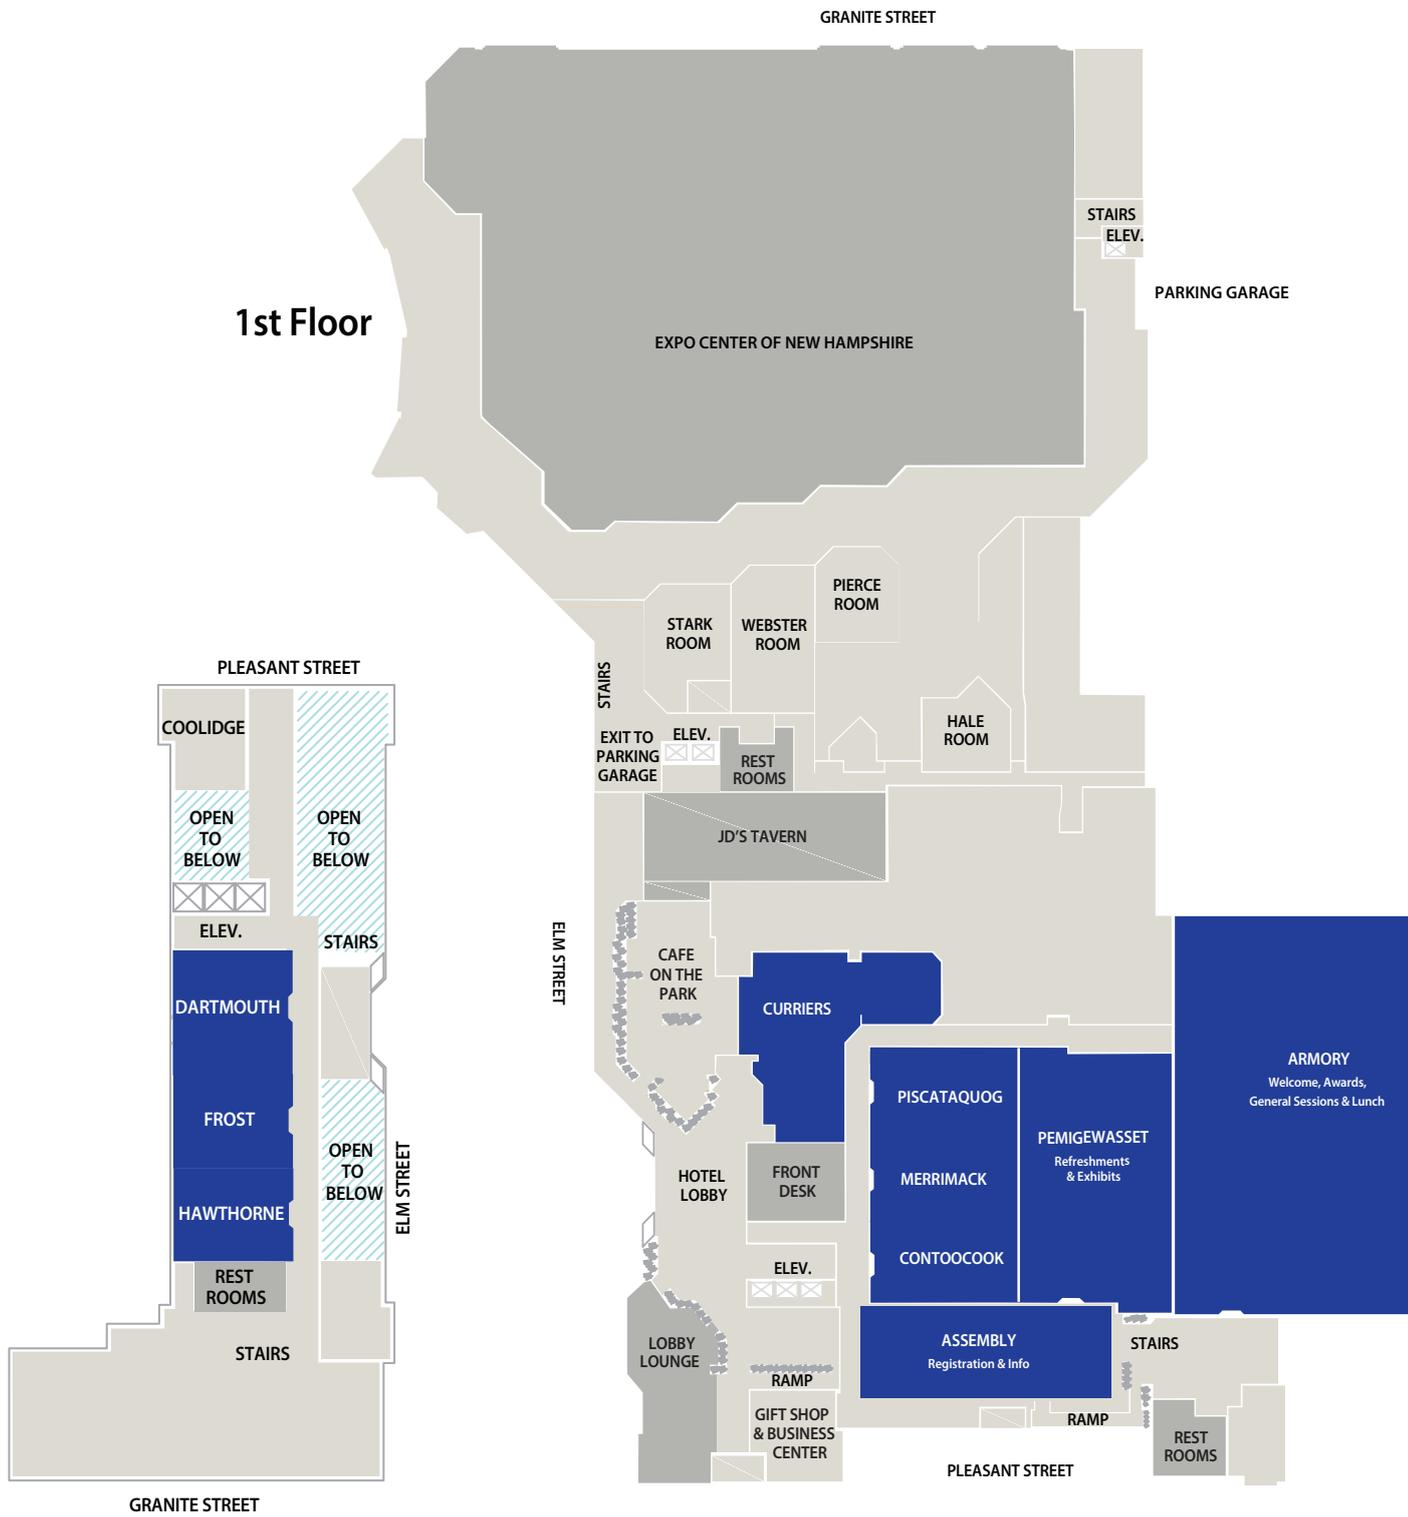 GRANITE STREET
STAIRS
ELEV.
PARKING GARAGE
1st Floor
EXPO CENTER OF NEW HAMPSHIRE
PIERCE
ROOM
STARK
ROOM
WEBSTER
ROOM
STAIRS
HALE
ROOM
EXIT TO
PARKING
GARAGE
ELEV.
REST
ROOMS
JD'S TAVERN
ELM STREET
CAFE
ON THE
PARK
CURRIERS
ARMORY
Welcome, Awards,
General Sessions & Lunch
PISCATAQUOG
PEMIGEWASSET
Refreshments
& Exhibits
MERRIMACK
CONTOOCOOK
HOTEL
LOBBY
FRONT
DESK
ELEV.
ASSEMBLY
Registration & Info
STAIRS
LOBBY
LOUNGE
RAMP
GIFT SHOP
& BUSINESS
CENTER
RAMP
REST
ROOMS
PLEASANT STREET
PLEASANT STREET
COOLIDGE
OPEN
TO
BELOW
OPEN
TO
BELOW
ELEV.
STAIRS
DARTMOUTH
FROST
OPEN
TO
BELOW
ELM STREET
HAWTHORNE
REST
ROOMS
STAIRS
GRANITE STREET